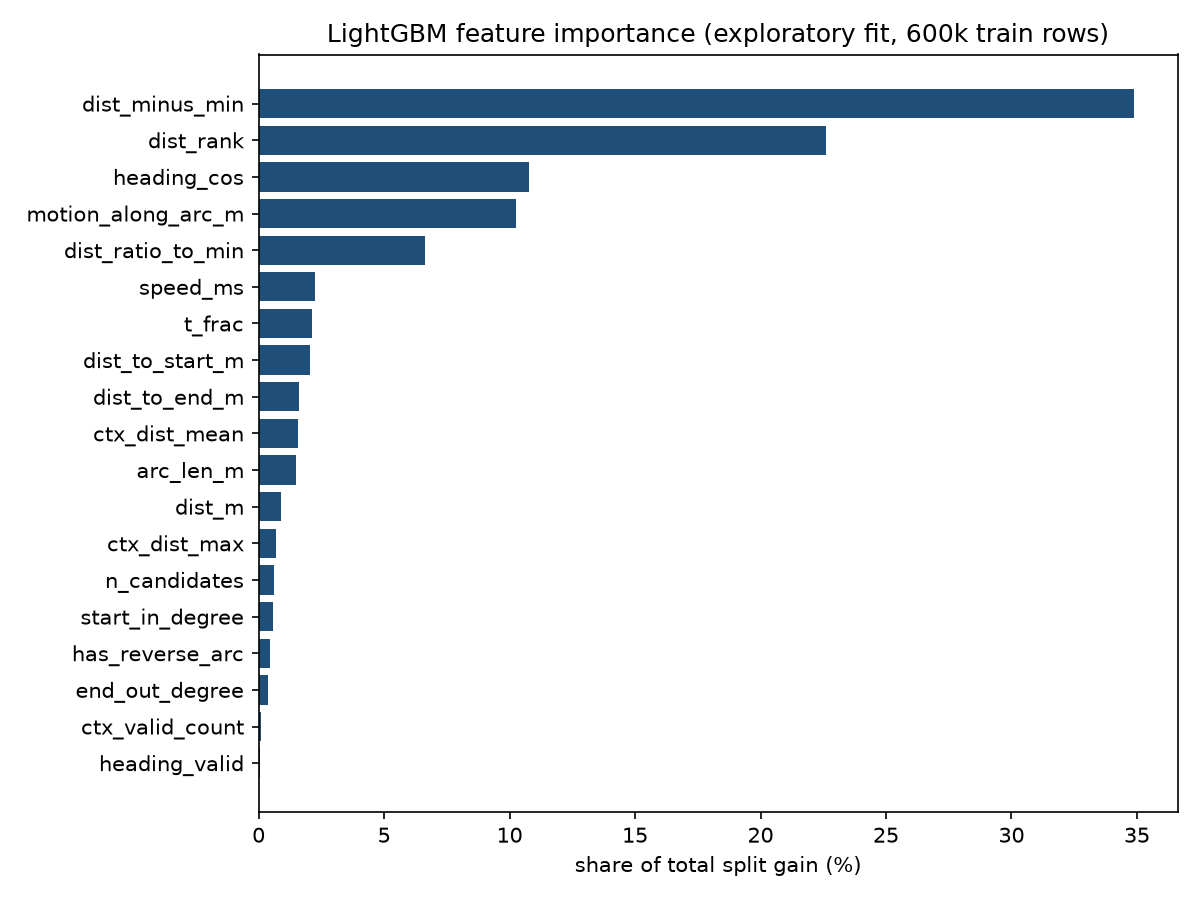 LightGBM feature importance (exploratory fit, 600k train rows)
dist_minus_min
dist_rank
heading_cos
motion_along_arc_m
dist_ratio_to_min
speed_ms
t_frac
dist_to_start_m
dist_to_end_m
ctx_dist_mean
arc_len_m
dist_m
ctx_dist_max
n_candidates
start_in_degree
has_reverse_arc
end_out_degree
ctx_valid_count
heading_valid
0 5 10 15 20 25 30 35
share of total split gain (%)